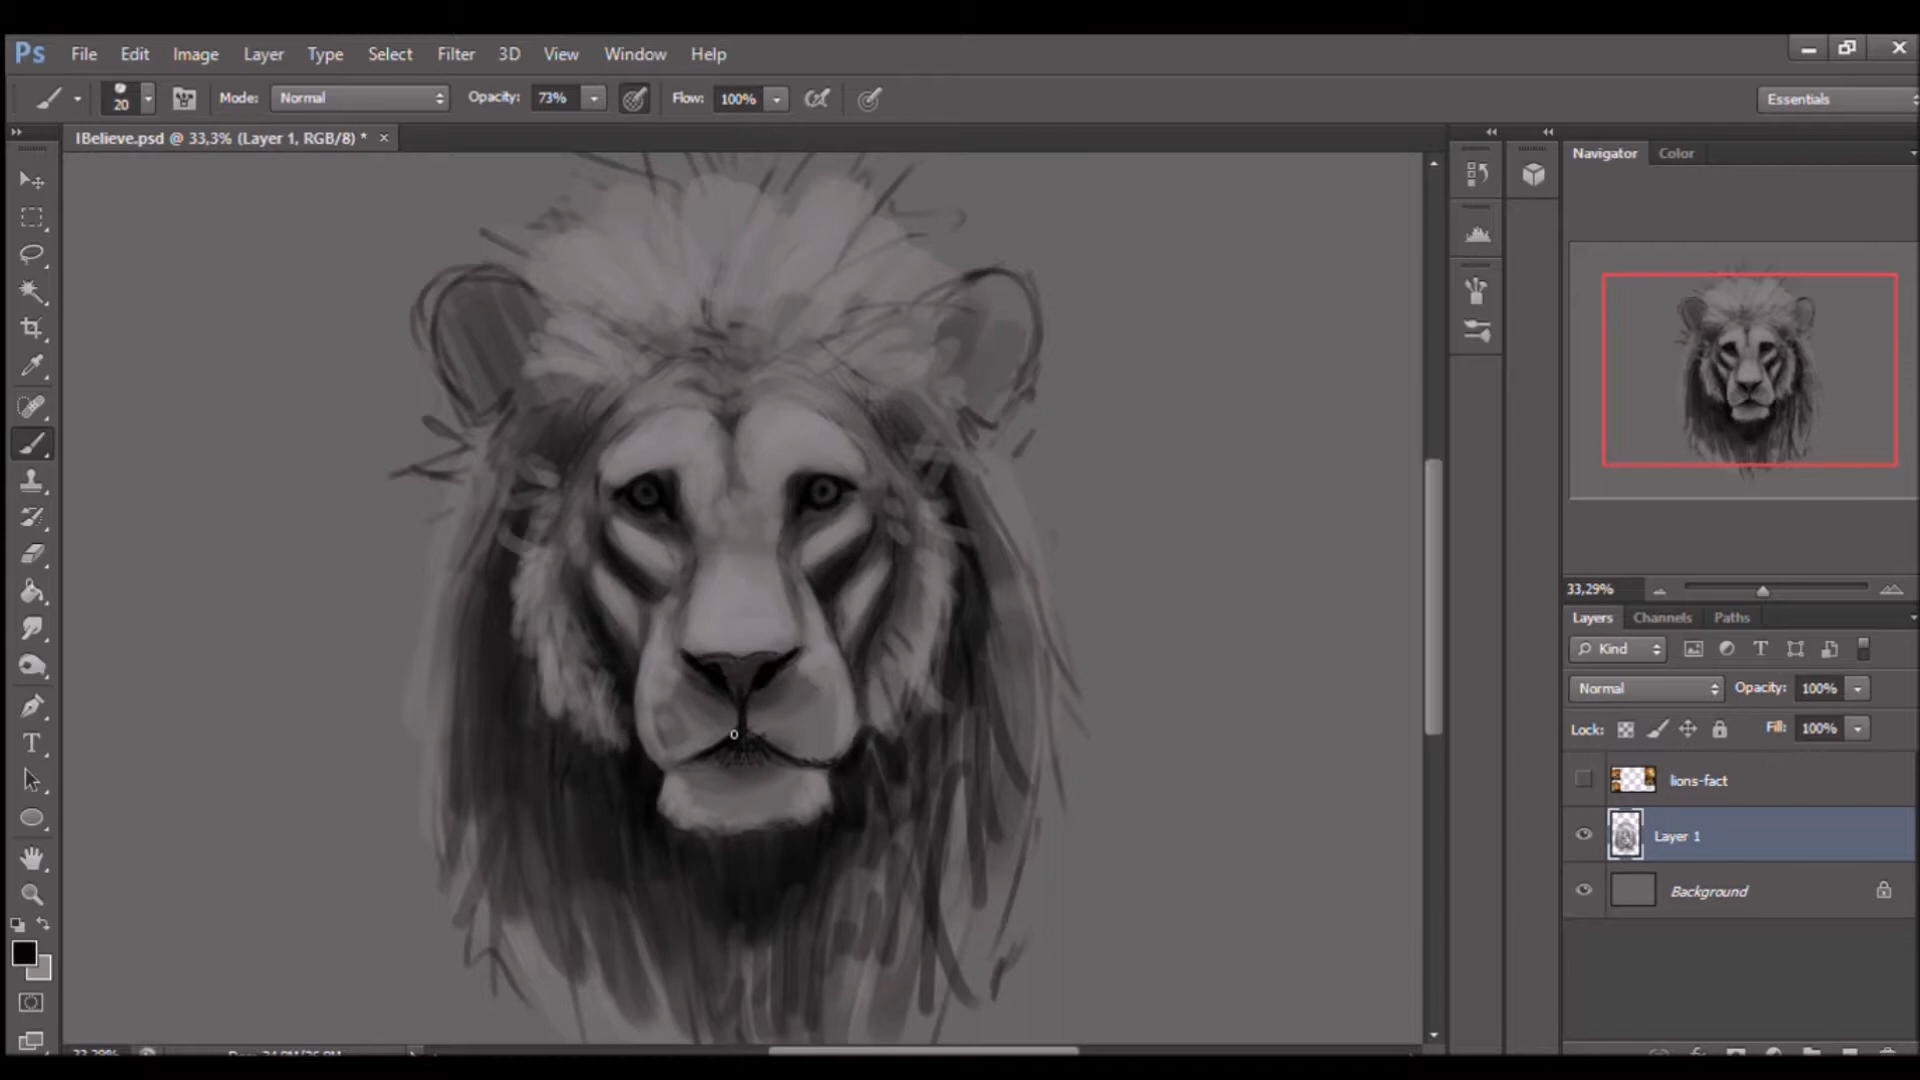 Ps File Edit Image Layer Type Select Filter 3D View Window Help
20 Mode: Normal Opacity: 73% Flow: 100% Essentials
IBelieve.psd @ 33,3% (Layer 1, RGB/8) * ×
Navigator Color
33,29%
Layers Channels Paths
Kind
Normal Opacity: 100%
Lock: Fill: 100%
lions-fact
Layer 1
Background
33,29%